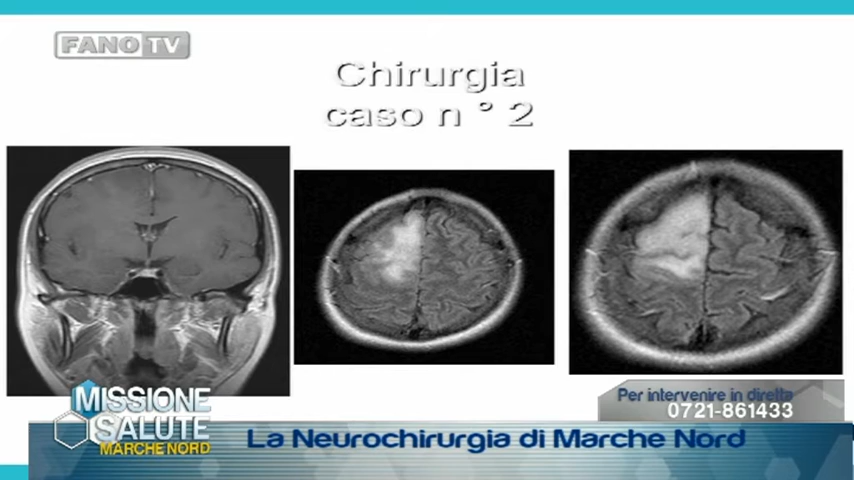 FANO TV
Chirurgia
caso n ° 2
Per intervenire in diretta
0721-861433
MISSIONE
SALUTE
MARCHE NORD
La Neurochirurgia di Marche Nord